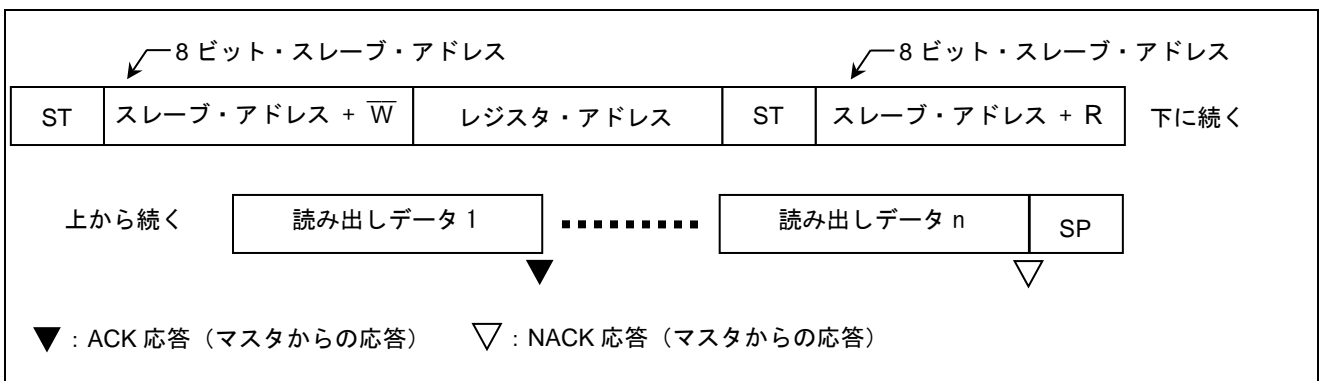 8 ビット・スレーブ・アドレス 8 ビット・スレーブ・アドレス
ST スレーブ・アドレス + W̅ レジスタ・アドレス ST スレーブ・アドレス + R 下に続く
上から続く 読み出しデータ 1 ......... 読み出しデータ n SP
▼ : ACK 応答（マスタからの応答） ▽ : NACK 応答（マスタからの応答）